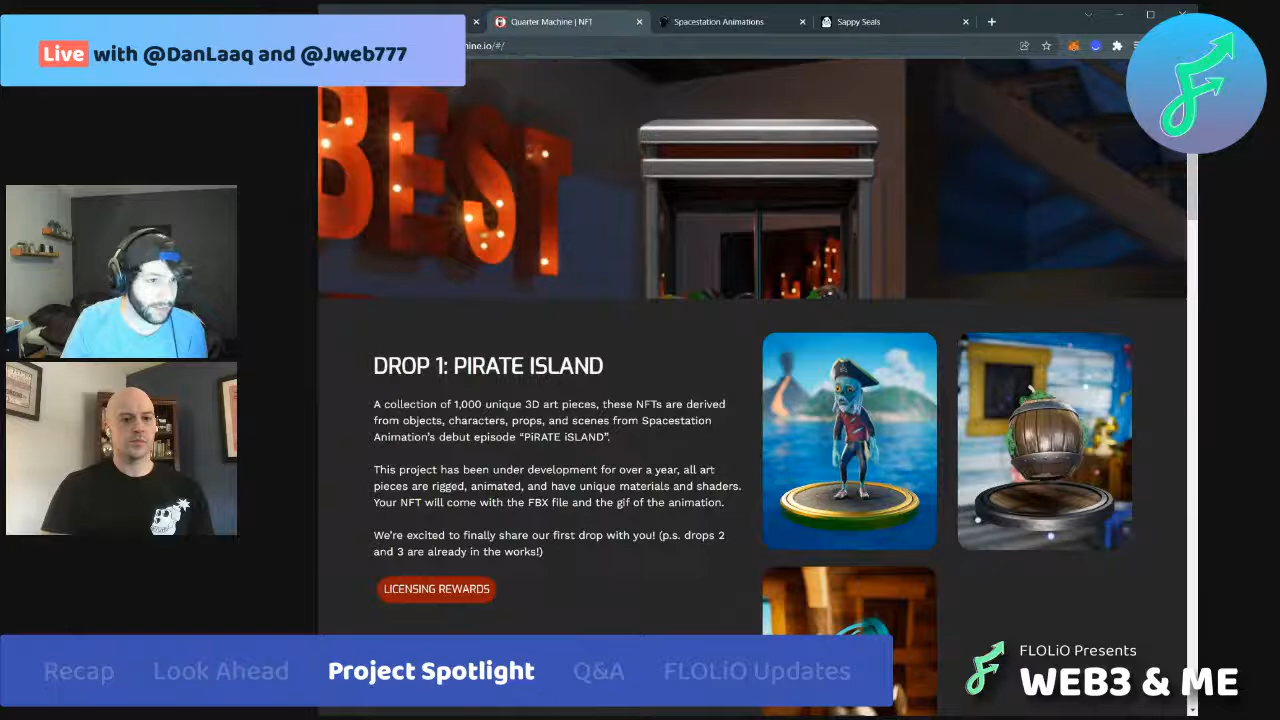 Quarter Machine | NFT
Spacestation Animations
Sappy Seals
Live with @DanLaaq and @Jweb777
ine.io/#/
BEST
DROP 1: PIRATE ISLAND
A collection of 1,000 unique 3D art pieces, these NFTs are derived
from objects, characters, props, and scenes from Spacestation
Animation's debut episode "PiRATE iSLAND".
This project has been under development for over a year, all art
pieces are rigged, animated, and have unique materials and shaders.
Your NFT will come with the FBX file and the gif of the animation.
We're excited to finally share our first drop with you! (p.s. drops 2
and 3 are already in the works!)
LICENSING REWARDS
Recap Look Ahead Project Spotlight Q&A FLOLiO Updates
FLOLiO Presents
WEB3 & ME